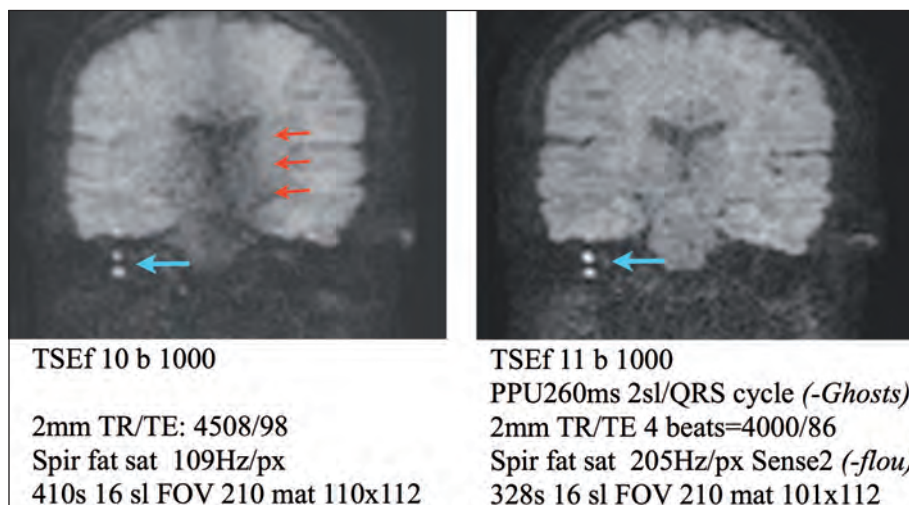 TSEf 10 b 1000
2mm TR/TE: 4508/98
Spir fat sat 109Hz/px
410s 16 sl FOV 210 mat 110x112
TSEf 11 b 1000
PPU260ms 2sl/QRS cycle (-Ghosts)
2mm TR/TE 4 beats=4000/86
Spir fat sat 205Hz/px Sense2 (-flou)
328s 16 sl FOV 210 mat 101x112